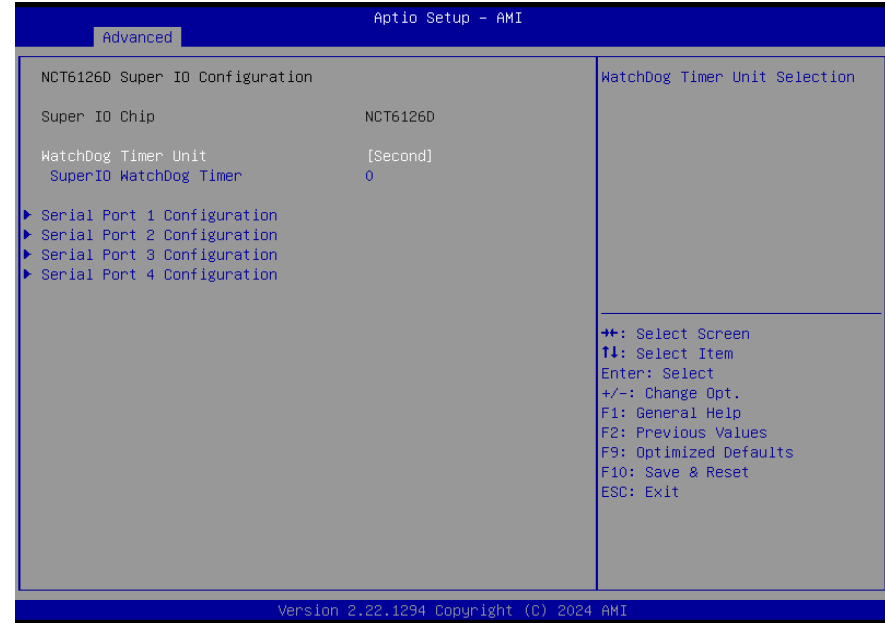 Aptio Setup – AMI
Advanced
NCT6126D Super IO Configuration
Super IO Chip NCT6126D
WatchDog Timer Unit [Second]
SuperIO WatchDog Timer 0
Serial Port 1 Configuration
Serial Port 2 Configuration
Serial Port 3 Configuration
Serial Port 4 Configuration
WatchDog Timer Unit Selection
→←: Select Screen
↑↓: Select Item
Enter: Select
+/-: Change Opt.
F1: General Help
F2: Previous Values
F9: Optimized Defaults
F10: Save & Reset
ESC: Exit
Version 2.22.1294 Copyright (C) 2024 AMI